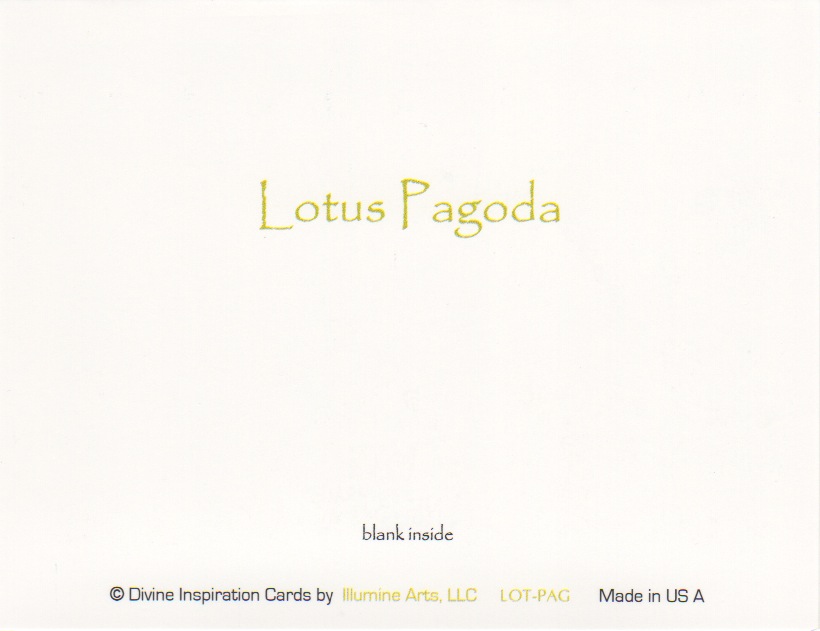 Lotus Pagoda
blank inside
© Divine Inspiration Cards by Illumine Arts, LLC LOT-PAG Made in US A